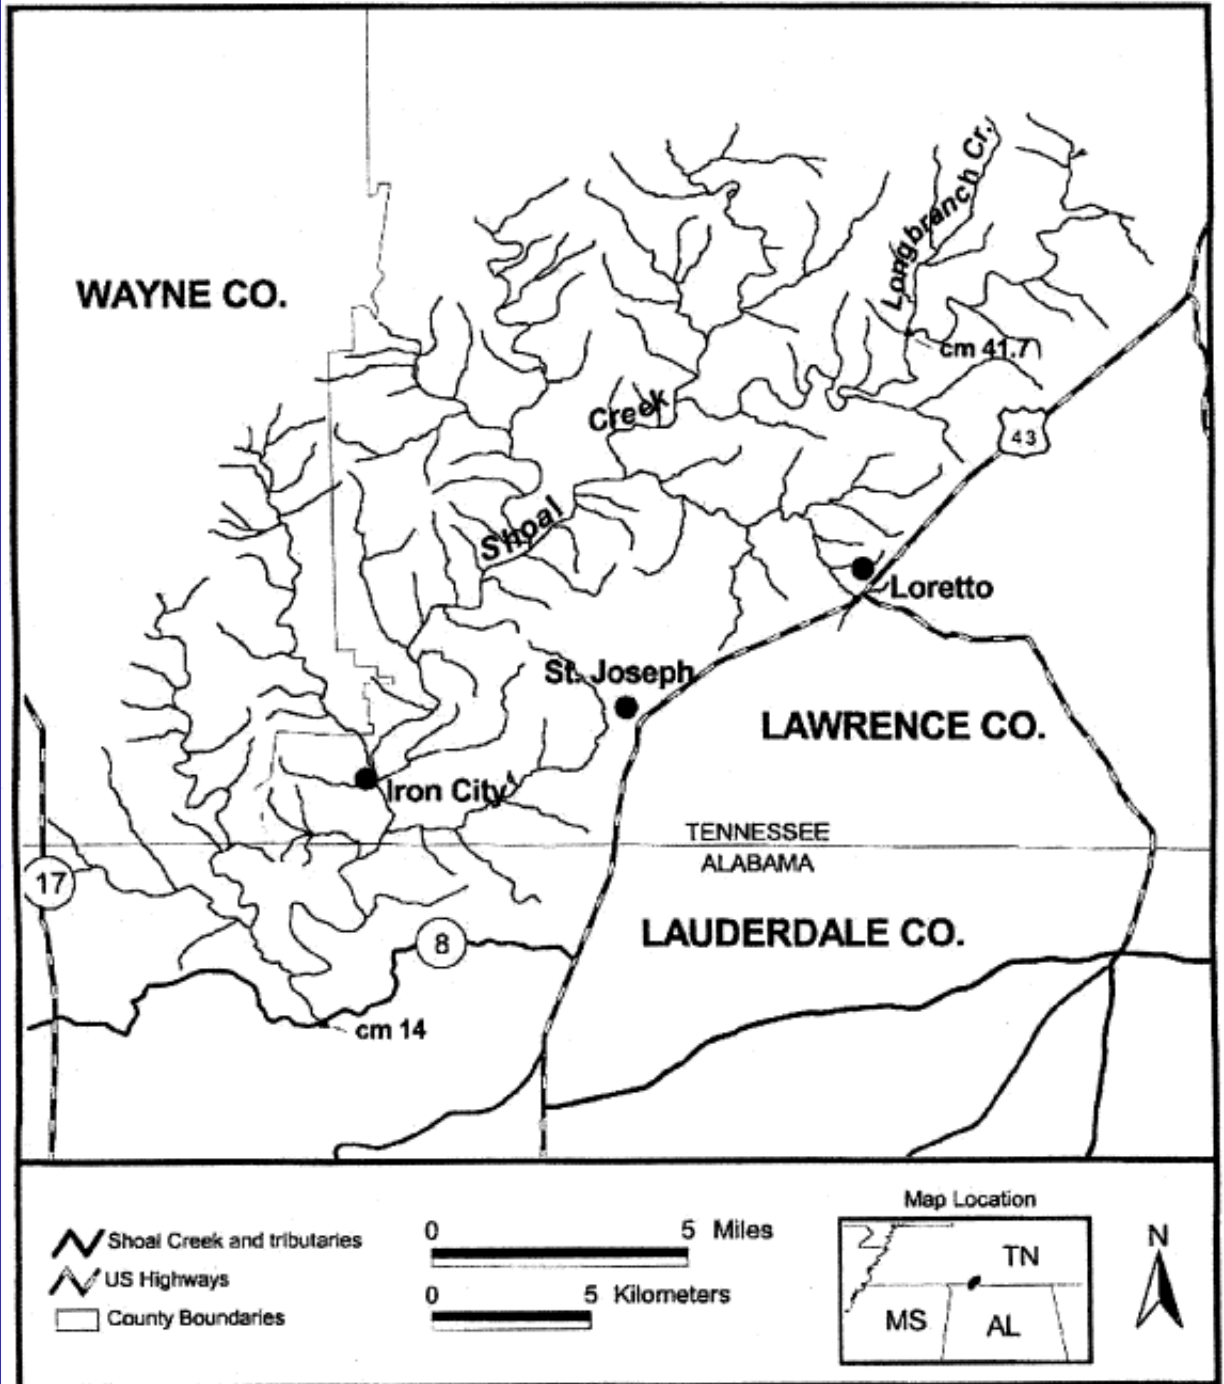 Longbranch Cr.
WAYNE CO.
cm 41.7
Creek
43
Shoal
Loretto
St. Joseph
LAWRENCE CO.
Iron City
TENNESSEE
ALABAMA
17
LAUDERDALE CO.
8
cm 14
Map Location
Shoal Creek and tributaries
US Highways
County Boundaries
0 5 Miles
0 5 Kilometers
TN
MS
AL
N